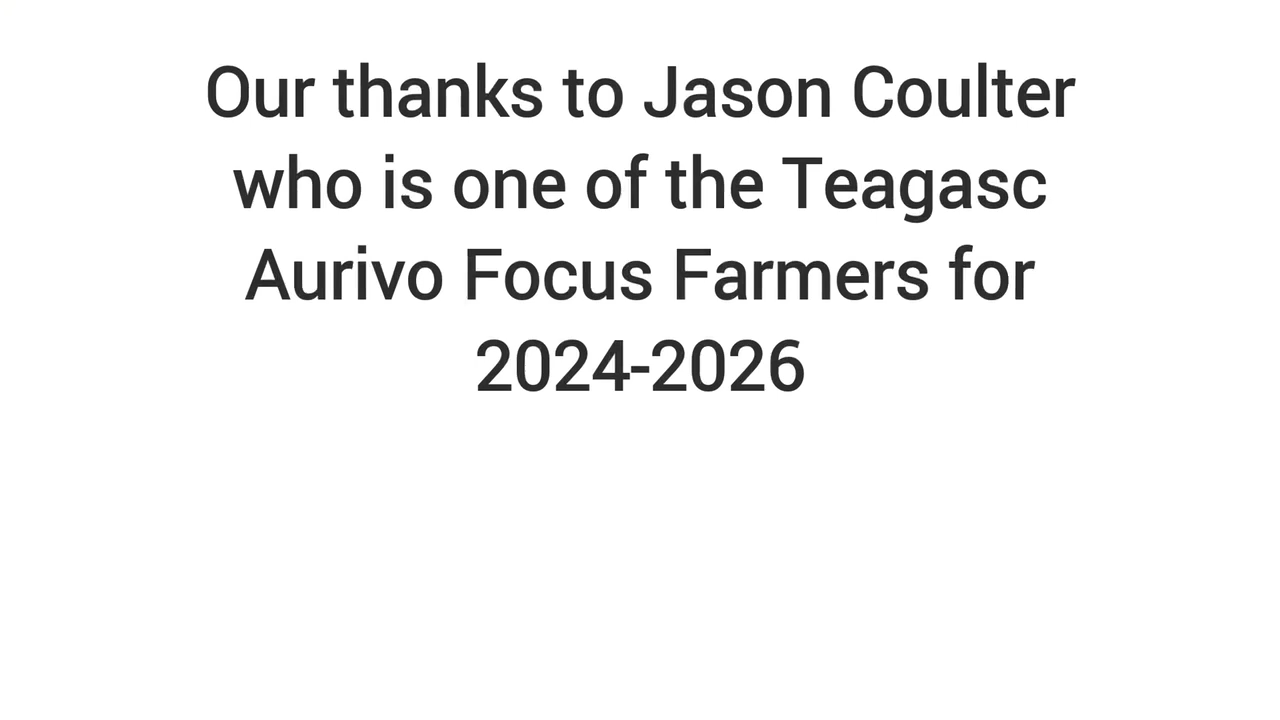 Our thanks to Jason Coulter
who is one of the Teagasc
Aurivo Focus Farmers for
2024-2026